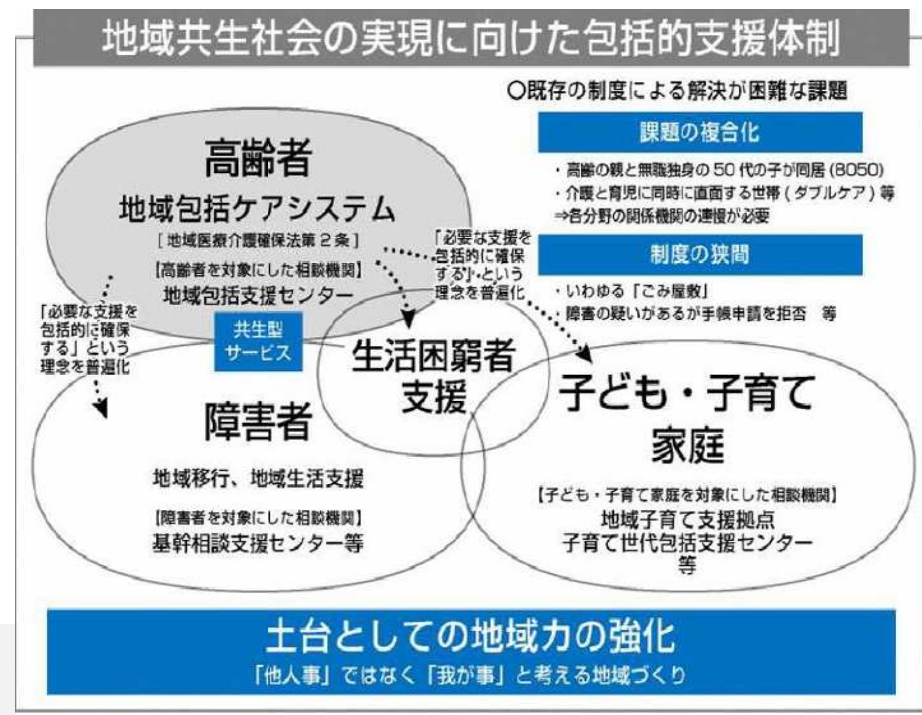 地域共生社会の実現に向けた包括的支援体制
○既存の制度による解決が困難な課題
課題の複合化
・高齢の親と無職独身の50代の子が同居(8050)
・介護と育児に同時に直面する世帯(ダブルケア)等
⇒各分野の関係機関の連慢が必要
制度の狭間
・いわゆる「ごみ屋敷」
・障害の疑いがあるが手帳申請を拒否 等
高齢者
地域包括ケアシステム
[地域医療介護確保法第2条]
【高齢者を対象にした相談機関】
地域包括支援センター
「必要な支援を
包括的に確保
する」という
理念を普遍化
「必要な支援を
包括的に確保
する」という
理念を普遍化
共生型
サービス
生活困窮者
支援
障害者
地域移行、地域生活支援
【障害者を対象にした相談機関】
基幹相談支援センター等
子ども・子育て
家庭
【子ども・子育て家庭を対象にした相談機関】
地域子育て支援拠点
子育て世代包括支援センター
等
土台としての地域力の強化
「他人事」ではなく「我が事」と考える地域づくり